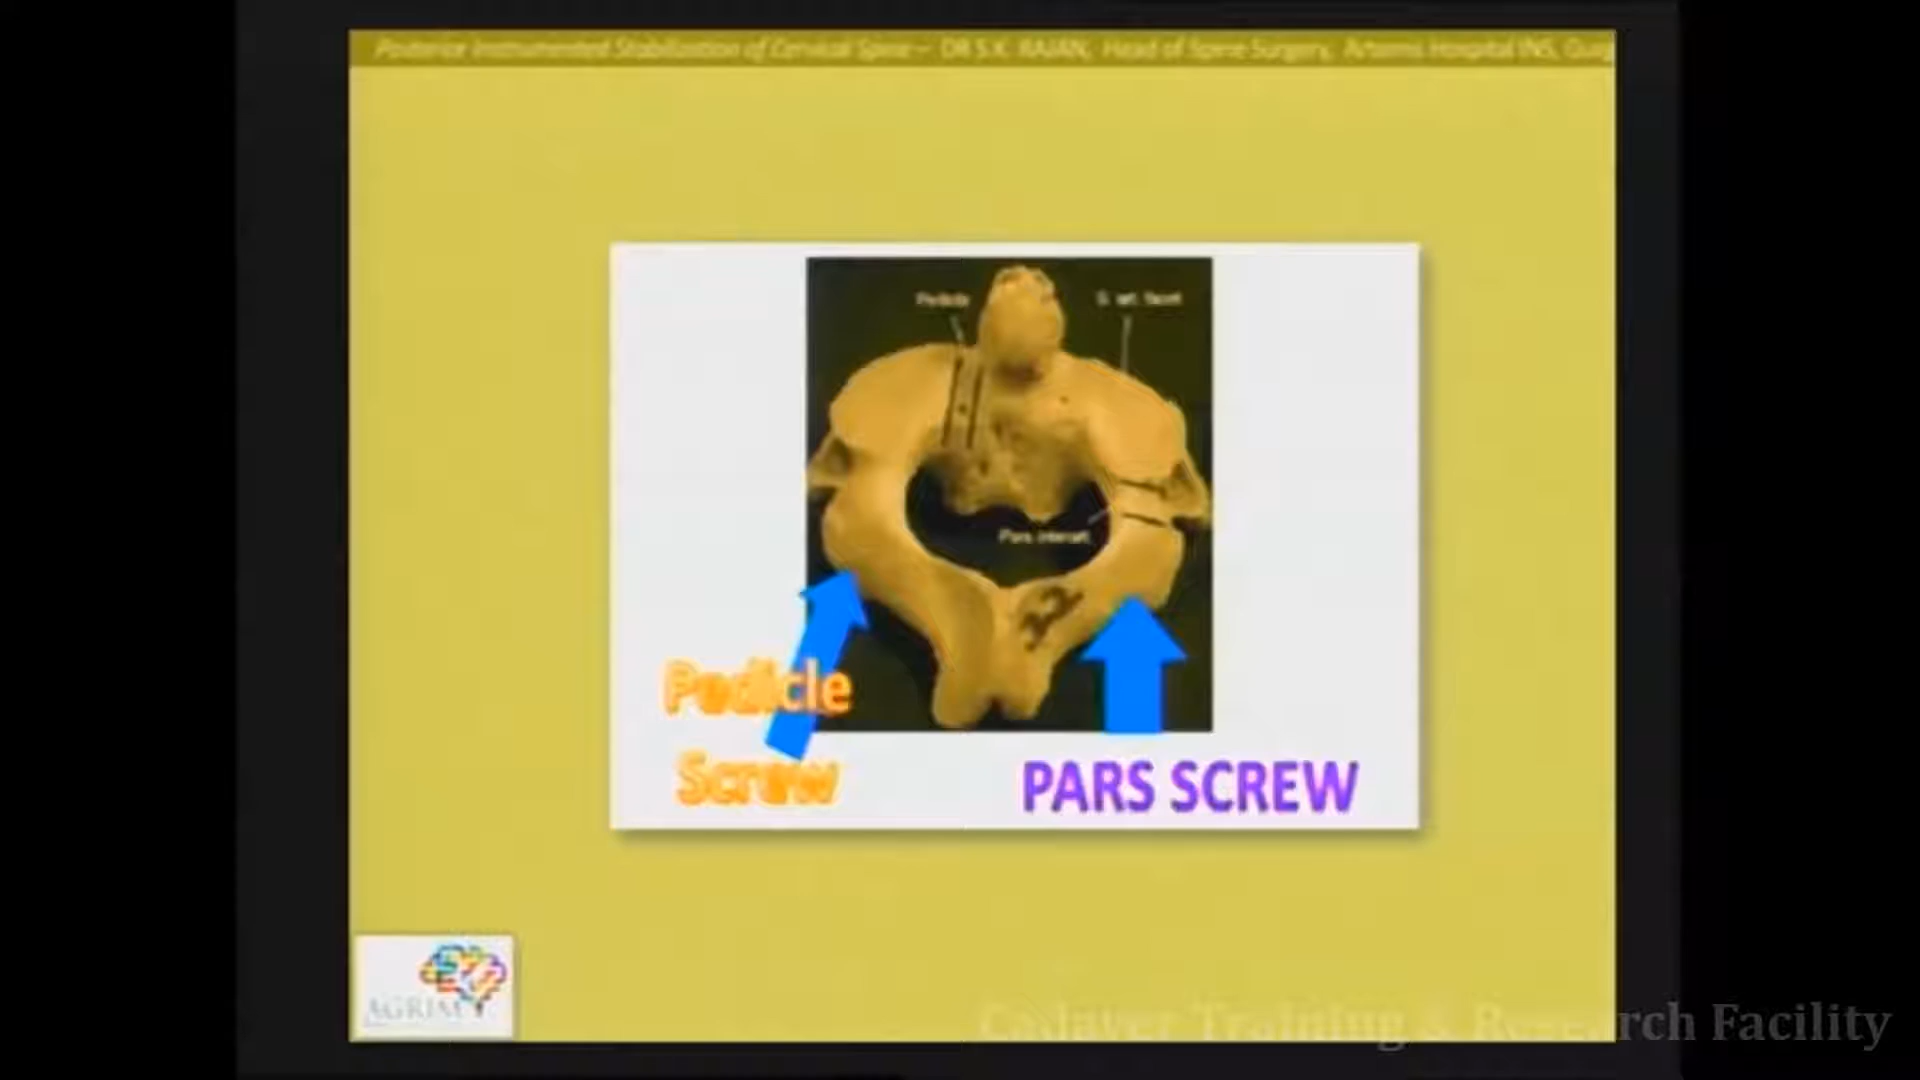 Posterior Instrumented Stabilization of Cervical Spine – DR S.K. RAJAN, Head of Spine Surgery, Artemis Hospital INS, Gurg
Pedicle
S. art. facet
Pars interart.
Pedicle
Screw
PARS SCREW
AGRIM
Cadaver Training & Research Facility